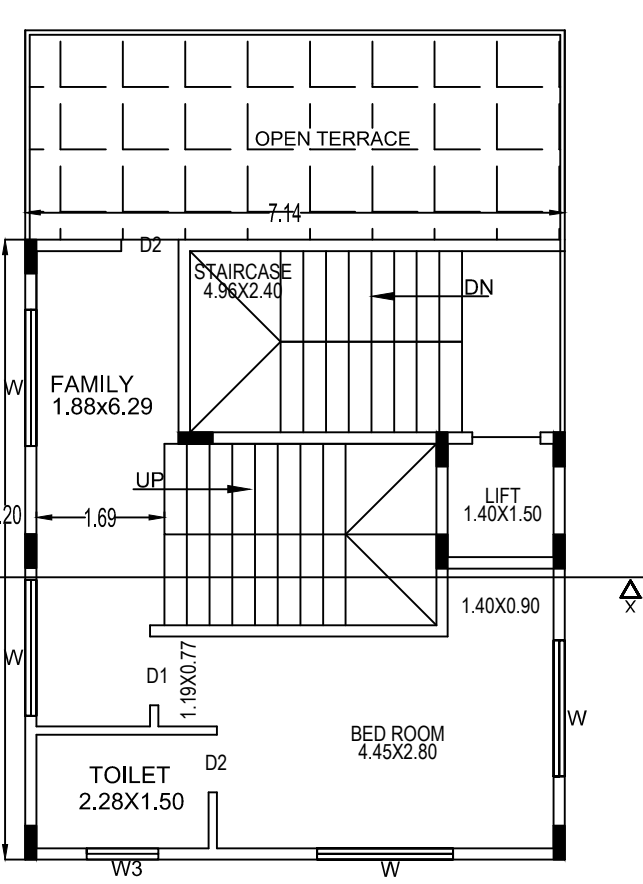 OPEN TERRACE
7.14
D2
STAIRCASE
4.96X2.40
DN
W
FAMILY
1.88x6.29
UP
LIFT
1.40X1.50
.20
1.69
1.40X0.90
X
W
D1
1.19X0.77
W
BED ROOM
4.45X2.80
D2
TOILET
2.28X1.50
W3
W